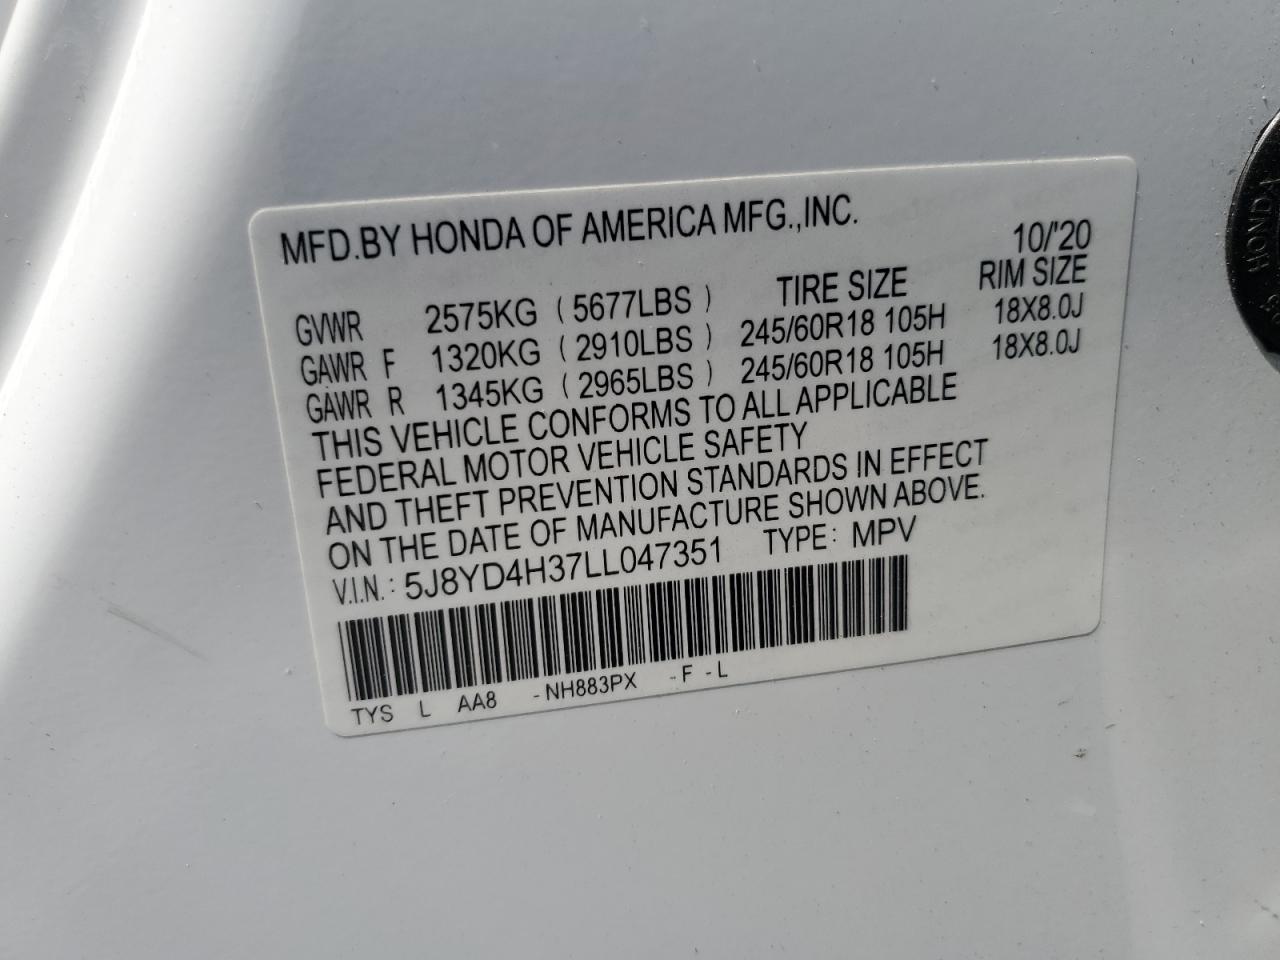 MFD.BY HONDA OF AMERICA MFG.,INC. 10/'20
GVWR 2575KG ( 5677LBS ) TIRE SIZE RIM SIZE
GAWR F 1320KG ( 2910LBS ) 245/60R18 105H 18X8.0J
GAWR R 1345KG ( 2965LBS ) 245/60R18 105H 18X8.0J
THIS VEHICLE CONFORMS TO ALL APPLICABLE
FEDERAL MOTOR VEHICLE SAFETY
AND THEFT PREVENTION STANDARDS IN EFFECT
ON THE DATE OF MANUFACTURE SHOWN ABOVE.
V.I.N.: 5J8YD4H37LL047351 TYPE: MPV
TYS L AA8 -NH883PX -F -L
HONDA